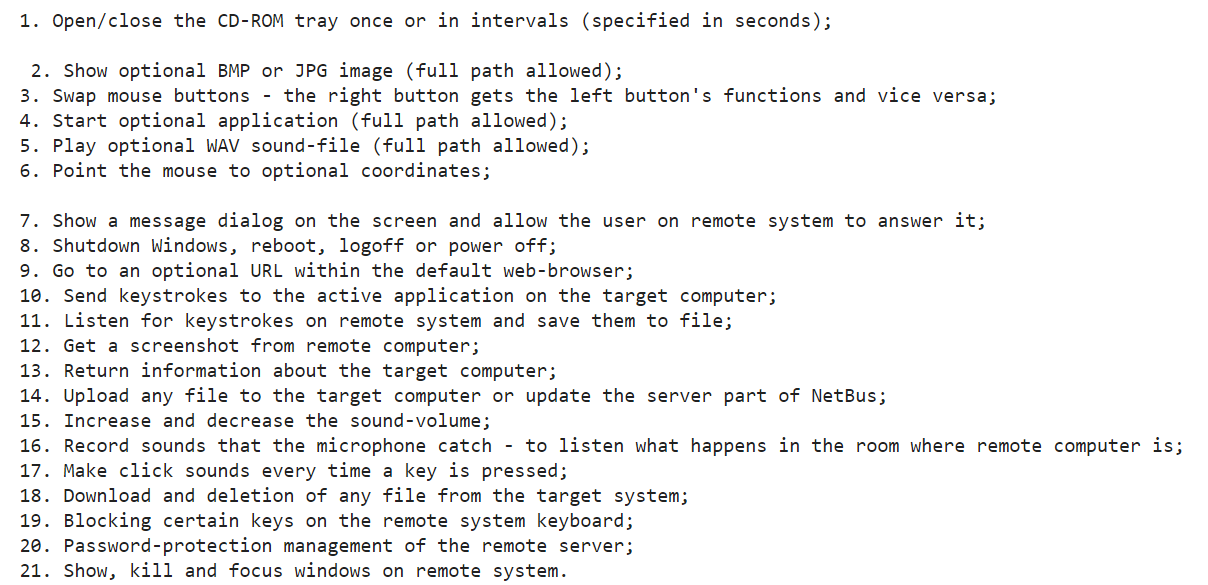 1. Open/close the CD-ROM tray once or in intervals (specified in seconds);
2. Show optional BMP or JPG image (full path allowed);
3. Swap mouse buttons - the right button gets the left button's functions and vice versa;
4. Start optional application (full path allowed);
5. Play optional WAV sound-file (full path allowed);
6. Point the mouse to optional coordinates;
7. Show a message dialog on the screen and allow the user on remote system to answer it;
8. Shutdown Windows, reboot, logoff or power off;
9. Go to an optional URL within the default web-browser;
10. Send keystrokes to the active application on the target computer;
11. Listen for keystrokes on remote system and save them to file;
12. Get a screenshot from remote computer;
13. Return information about the target computer;
14. Upload any file to the target computer or update the server part of NetBus;
15. Increase and decrease the sound-volume;
16. Record sounds that the microphone catch - to listen what happens in the room where remote computer is;
17. Make click sounds every time a key is pressed;
18. Download and deletion of any file from the target system;
19. Blocking certain keys on the remote system keyboard;
20. Password-protection management of the remote server;
21. Show, kill and focus windows on remote system.